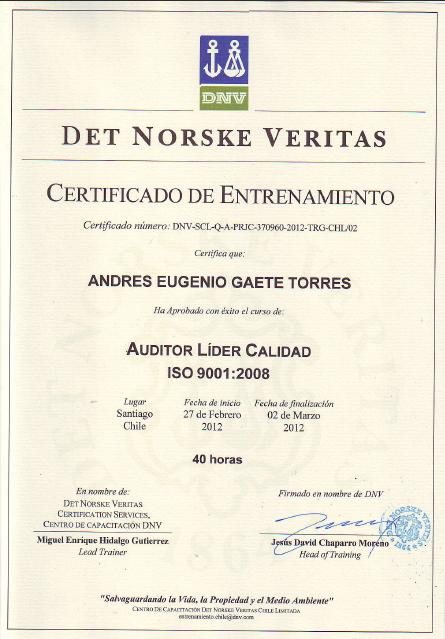 DNV
DET NORSKE VERITAS
CERTIFICADO DE ENTRENAMIENTO
Certificado número: DNV-SCL-Q-A-PRJC-370960-2012-TRG-CHL/02
Certifica que:
ANDRES EUGENIO GAETE TORRES
Ha Aprobado con éxito el curso de:
AUDITOR LÍDER CALIDAD
ISO 9001:2008
Lugar Fecha de inicio Fecha de finalización
Santiago 27 de Febrero 02 de Marzo
Chile 2012 2012
40 horas
En nombre de:
DET NORSKE VERITAS
CERTIFICATION SERVICES,
CENTRO DE CAPACITACIÓN DNV
Miguel Enrique Hidalgo Gutierrez
Lead Trainer
Firmado en nombre de DNV
Jesús David Chaparro Moreno
Head of Training
"Salvaguardando la Vida, la Propiedad y el Medio Ambiente"
CENTRO DE CAPACITACIÓN DET NORSKE VERITAS CHILE LIMITADA
entrenamiento.chile@dnv.com